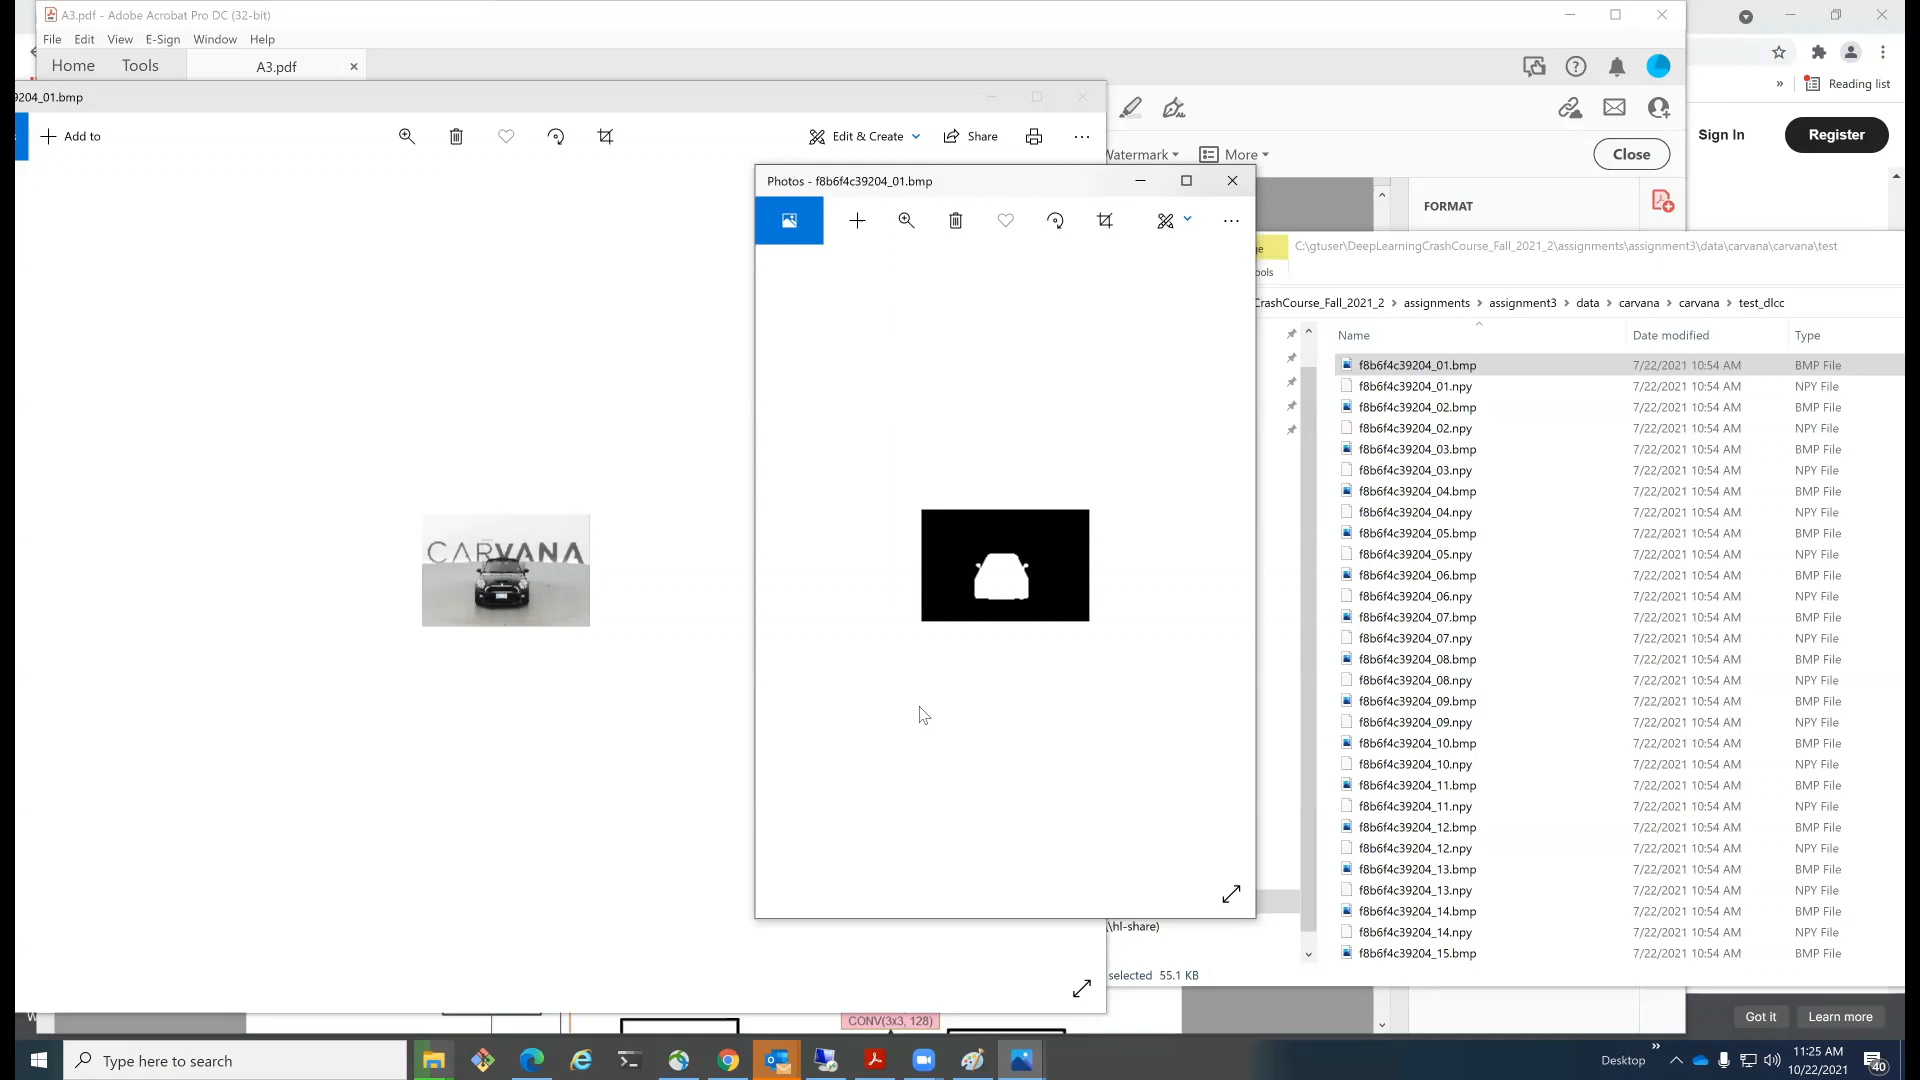 A3.pdf - Adobe Acrobat Pro DC (32-bit)
File Edit View E-Sign Window Help
Home Tools A3.pdf
Reading list
9204_01.bmp
Add to
Edit & Create
Share
Sign In
Register
Watermark
More
Close
Photos - f8b6f4c39204_01.bmp
FORMAT
C:\gtuser\DeepLearningCrashCourse_Fall_2021_2\assignments\assignment3\data\carvana\carvana\test
ools
CrashCourse_Fall_2021_2 > assignments > assignment3 > data > carvana > carvana > test_dlcc
Name Date modified Type
f8b6f4c39204_01.bmp 7/22/2021 10:54 AM BMP File
f8b6f4c39204_01.npy 7/22/2021 10:54 AM NPY File
f8b6f4c39204_02.bmp 7/22/2021 10:54 AM BMP File
f8b6f4c39204_02.npy 7/22/2021 10:54 AM NPY File
f8b6f4c39204_03.bmp 7/22/2021 10:54 AM BMP File
f8b6f4c39204_03.npy 7/22/2021 10:54 AM NPY File
f8b6f4c39204_04.bmp 7/22/2021 10:54 AM BMP File
f8b6f4c39204_04.npy 7/22/2021 10:54 AM NPY File
f8b6f4c39204_05.bmp 7/22/2021 10:54 AM BMP File
f8b6f4c39204_05.npy 7/22/2021 10:54 AM NPY File
f8b6f4c39204_06.bmp 7/22/2021 10:54 AM BMP File
f8b6f4c39204_06.npy 7/22/2021 10:54 AM NPY File
f8b6f4c39204_07.bmp 7/22/2021 10:54 AM BMP File
f8b6f4c39204_07.npy 7/22/2021 10:54 AM NPY File
f8b6f4c39204_08.bmp 7/22/2021 10:54 AM BMP File
f8b6f4c39204_08.npy 7/22/2021 10:54 AM NPY File
f8b6f4c39204_09.bmp 7/22/2021 10:54 AM BMP File
f8b6f4c39204_09.npy 7/22/2021 10:54 AM NPY File
f8b6f4c39204_10.bmp 7/22/2021 10:54 AM BMP File
f8b6f4c39204_10.npy 7/22/2021 10:54 AM NPY File
f8b6f4c39204_11.bmp 7/22/2021 10:54 AM BMP File
f8b6f4c39204_11.npy 7/22/2021 10:54 AM NPY File
f8b6f4c39204_12.bmp 7/22/2021 10:54 AM BMP File
f8b6f4c39204_12.npy 7/22/2021 10:54 AM NPY File
f8b6f4c39204_13.bmp 7/22/2021 10:54 AM BMP File
f8b6f4c39204_13.npy 7/22/2021 10:54 AM NPY File
f8b6f4c39204_14.bmp 7/22/2021 10:54 AM BMP File
f8b6f4c39204_14.npy 7/22/2021 10:54 AM NPY File
f8b6f4c39204_15.bmp 7/22/2021 10:54 AM BMP File
CARVANA
\\hl-share)
selected 55.1 KB
CONV(3x3, 128)
Got it
Learn more
Type here to search
Desktop
11:25 AM
10/22/2021
40